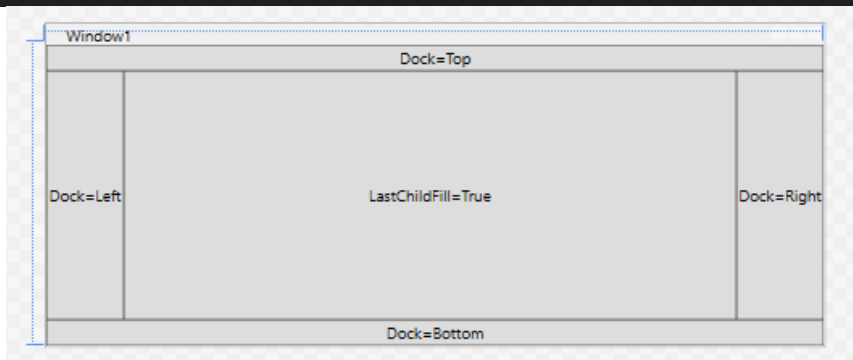 Window1
Dock=Top
Dock=Left
LastChildFill=True
Dock=Right
Dock=Bottom